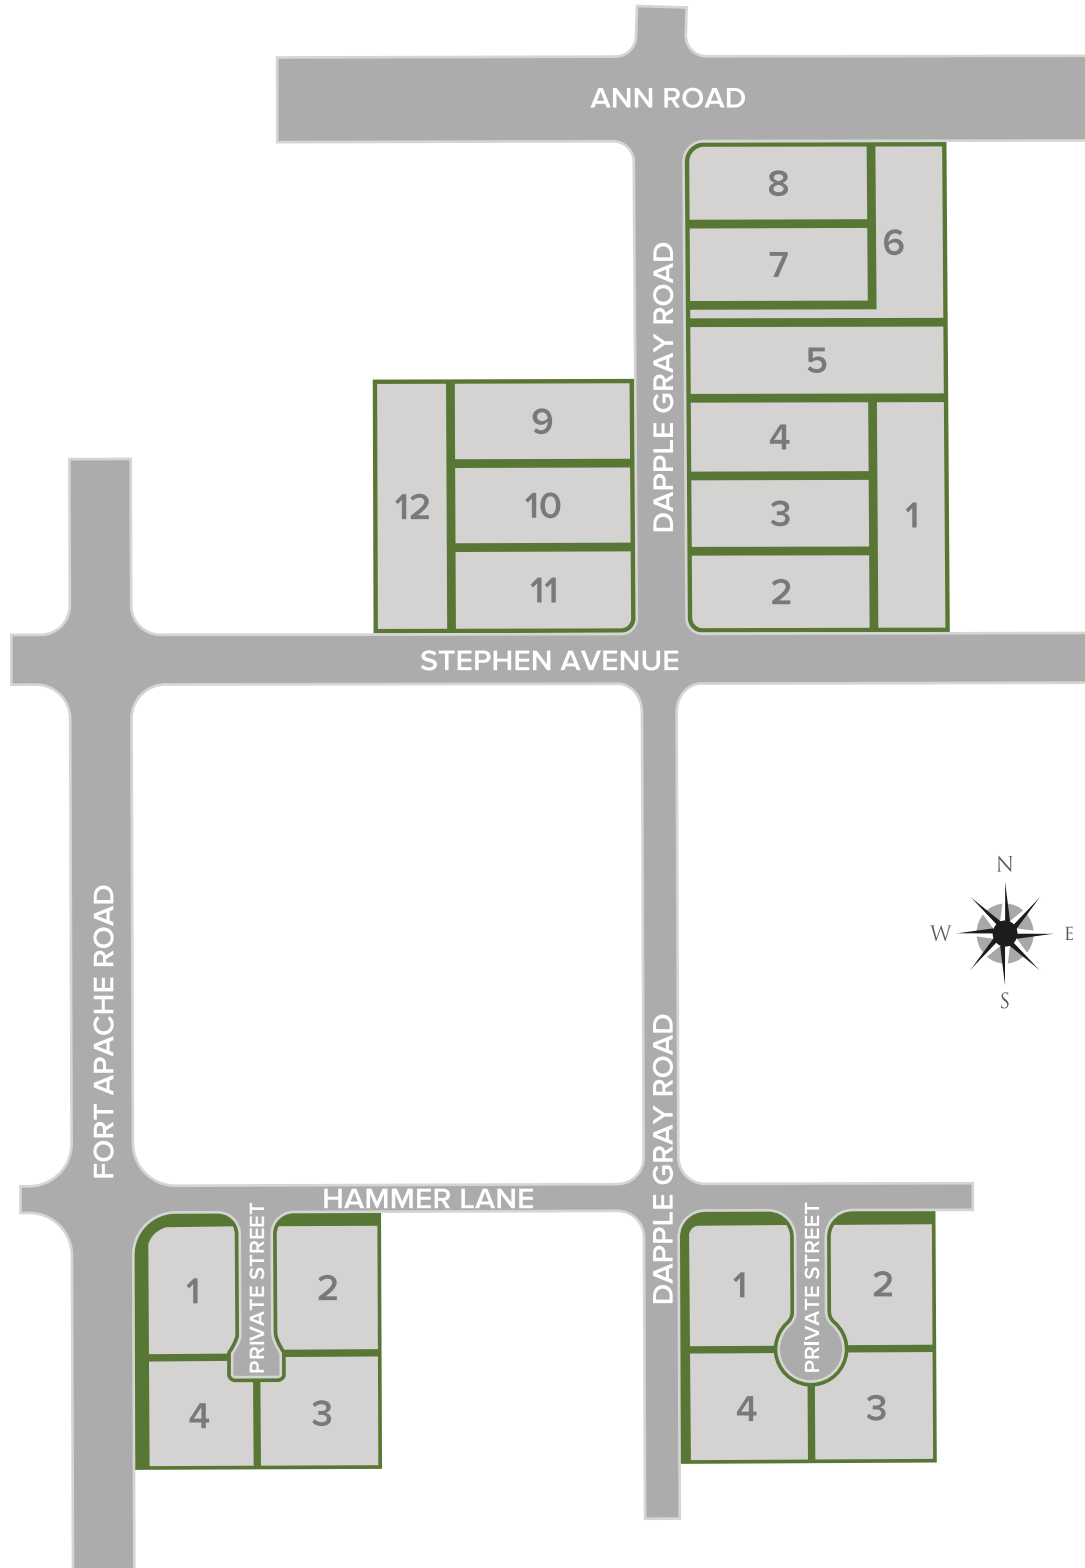 ANN ROAD
8
6
7
DAPPLE GRAY ROAD
5
9
4
12
10
3
1
11
2
STEPHEN AVENUE
N
W
E
S
FORT APACHE ROAD
DAPPLE GRAY ROAD
HAMMER LANE
PRIVATE STREET
1
2
4
3
PRIVATE STREET
1
2
4
3